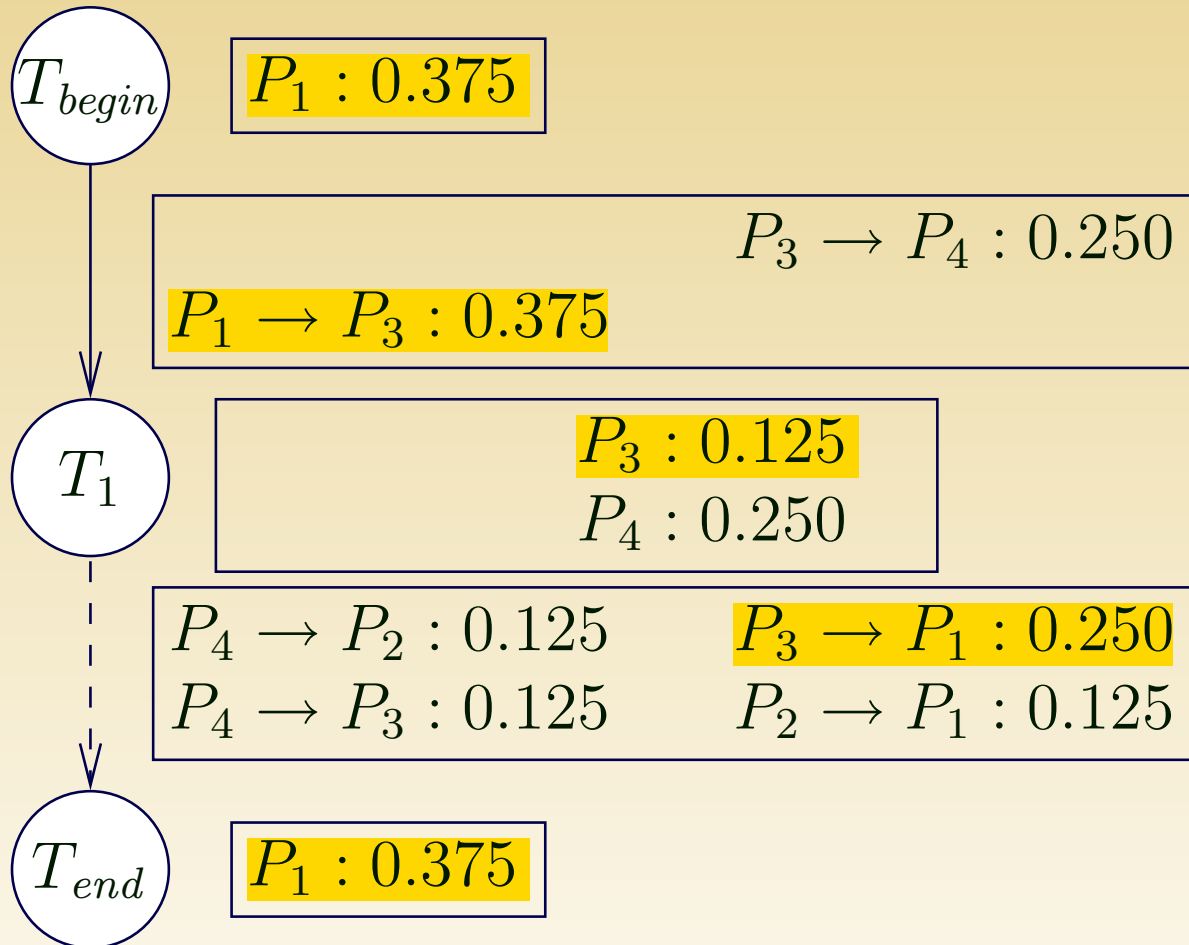 T_begin
P_1 : 0.375
P_3 → P_4 : 0.250
P_1 → P_3 : 0.375
T_1
P_3 : 0.125
P_4 : 0.250
P_4 → P_2 : 0.125 P_3 → P_1 : 0.250
P_4 → P_3 : 0.125 P_2 → P_1 : 0.125
T_end
P_1 : 0.375